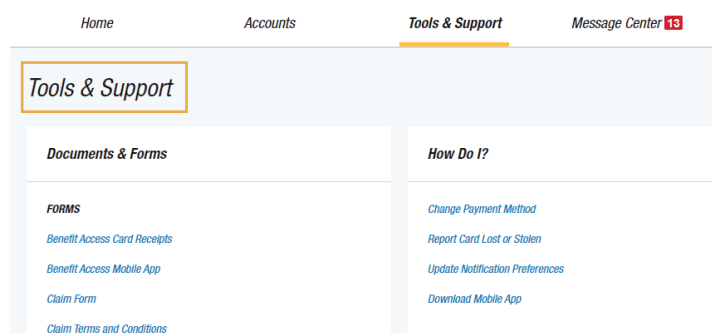 Home Accounts Tools & Support Message Center 13
Tools & Support
Documents & Forms
FORMS
Benefit Access Card Receipts
Benefit Access Mobile App
Claim Form
Claim Terms and Conditions
How Do I?
Change Payment Method
Report Card Lost or Stolen
Update Notification Preferences
Download Mobile App